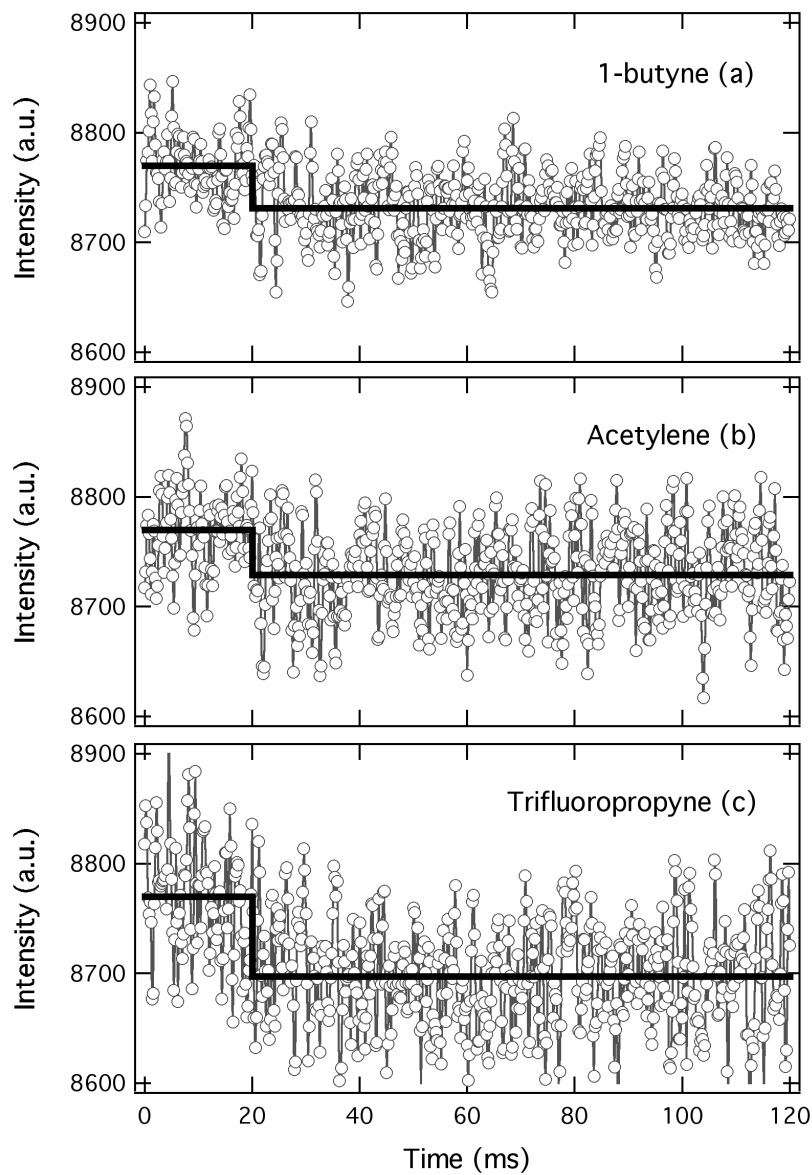 8900
1-butyne (a)
8800
Intensity (a.u.)
8700
8600
8900
Acetylene (b)
8800
Intensity (a.u.)
8700
8600
8900
Trifluoropropyne (c)
8800
Intensity (a.u.)
8700
8600
0 20 40 60 80 100 120
Time (ms)